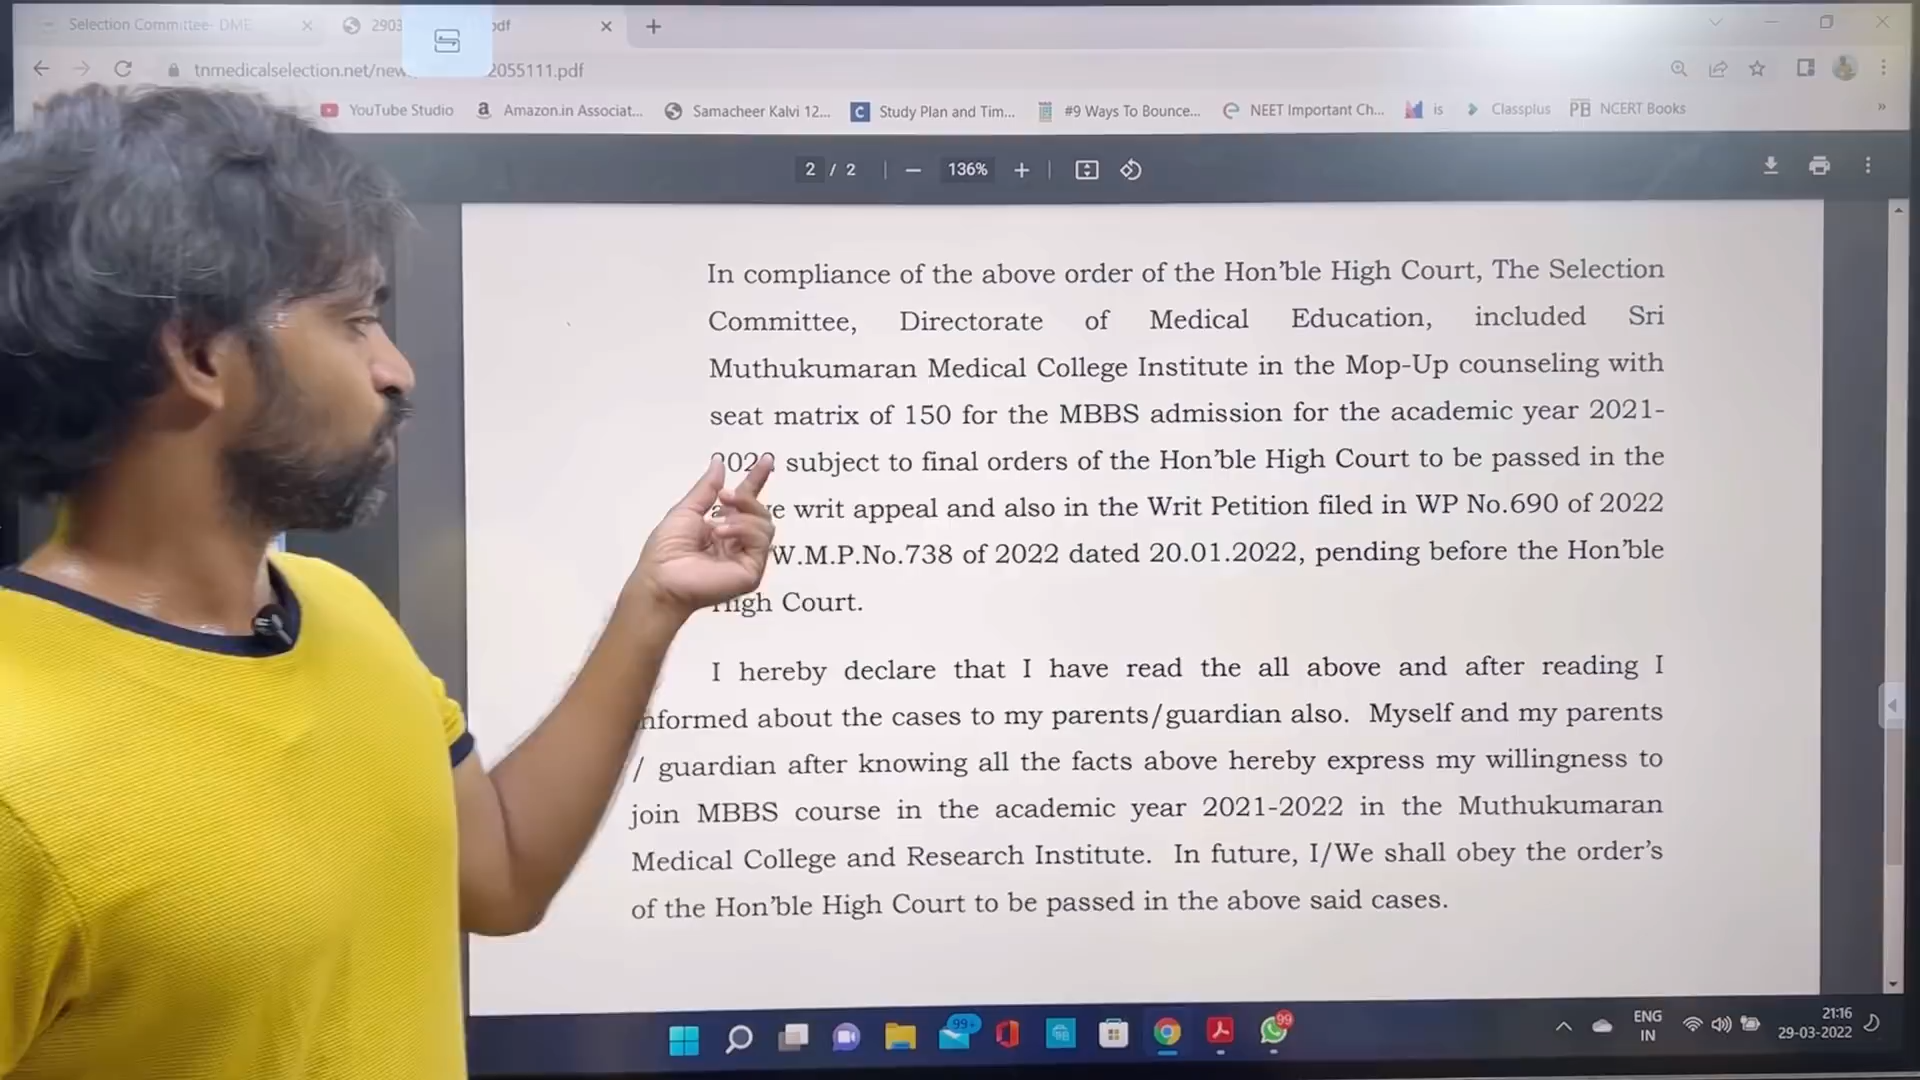 Selection Committee- DME
2903
pdf
tnmedicalselection.net/new
2055111.pdf
YouTube Studio
Amazon.in Associat...
Samacheer Kalvi 12...
Study Plan and Tim...
#9 Ways To Bounce...
NEET Important Ch...
is
Classplus
NCERT Books
»
2 / 2
136%
In compliance of the above order of the Hon'ble High Court, The Selection
Committee, Directorate of Medical Education, included Sri
Muthukumaran Medical College Institute in the Mop-Up counseling with
seat matrix of 150 for the MBBS admission for the academic year 2021-
2022 subject to final orders of the Hon'ble High Court to be passed in the
writ appeal and also in the Writ Petition filed in WP No.690 of 2022
W.M.P.No.738 of 2022 dated 20.01.2022, pending before the Hon'ble
High Court.
I hereby declare that I have read the all above and after reading I
informed about the cases to my parents/guardian also. Myself and my parents
/ guardian after knowing all the facts above hereby express my willingness to
join MBBS course in the academic year 2021-2022 in the Muthukumaran
Medical College and Research Institute. In future, I/We shall obey the order's
of the Hon'ble High Court to be passed in the above said cases.
99+
99
ENG
IN
21:16
29-03-2022